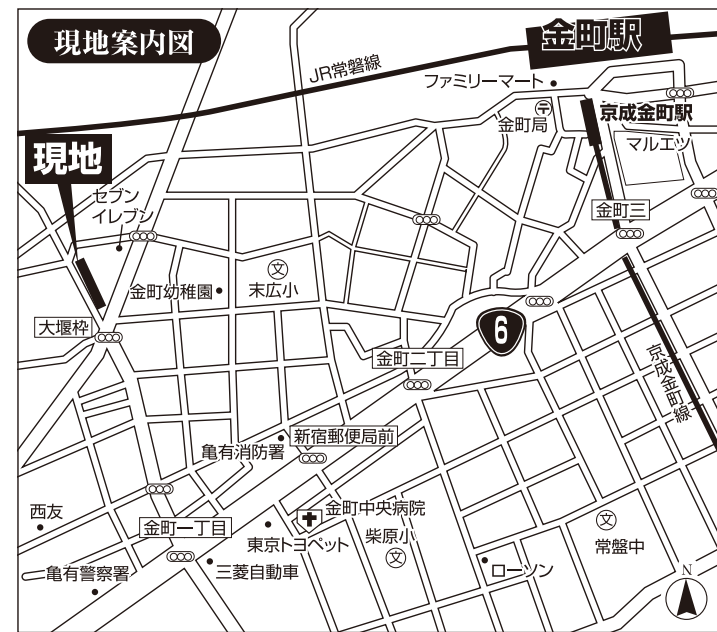 現地案内図
金町駅
JR常磐線
ファミリーマート
金町局
京成金町駅
マルエツ
現地
セブン
イレブン
金町三
文
金町幼稚園
末広小
大堰枠
6
金町二丁目
京成金町線
新宿郵便局前
亀有消防署
西友
金町一丁目
金町中央病院
東京トヨペット
柴原小
文
文
常盤中
亀有警察署
三菱自動車
ローソン
N